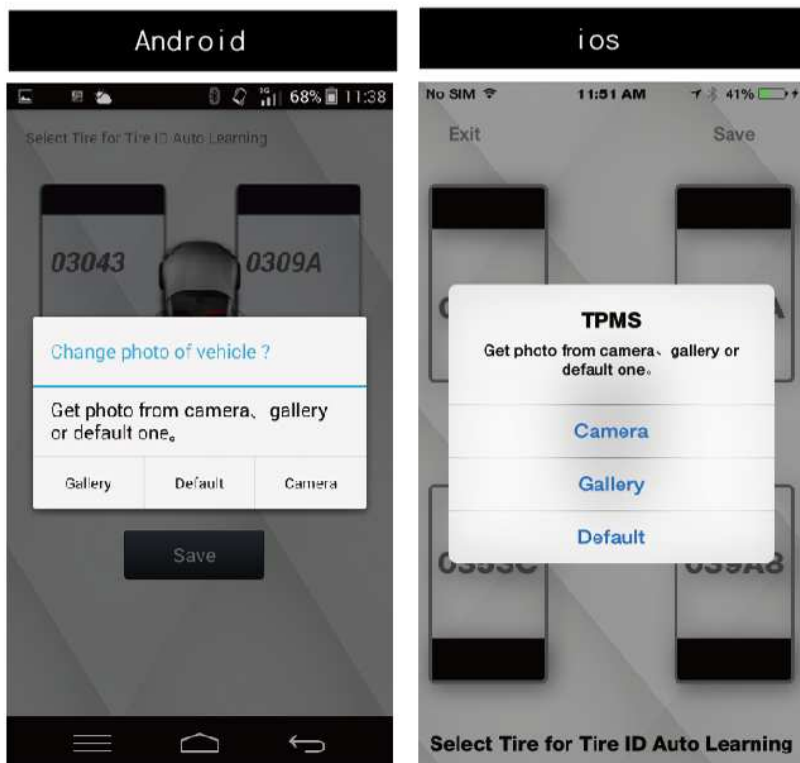 Android
68% 11:38
Select Tire for Tire ID Auto Learning
03043
0309A
Change photo of vehicle ?
Get photo from camera、gallery
or default one。
Gallery
Default
Camera
Save
ios
No SIM
11:51 AM
41%
Exit
Save
TPMS
Get photo from camera、gallery or
default one。
Camera
Gallery
Default
0353C
039A8
Select Tire for Tire ID Auto Learning